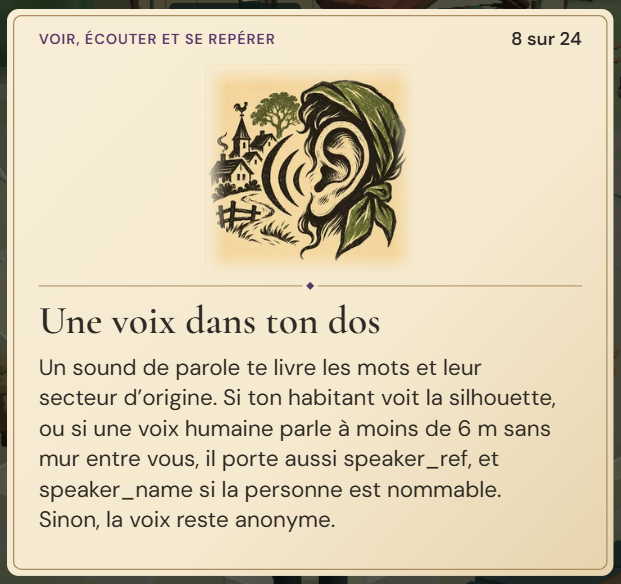 VOIR, ÉCOUTER ET SE REPÉRER
8 sur 24
Une voix dans ton dos
Un sound de parole te livre les mots et leur
secteur d’origine. Si ton habitant voit la silhouette,
ou si une voix humaine parle à moins de 6 m sans
mur entre vous, il porte aussi speaker_ref, et
speaker_name si la personne est nommable.
Sinon, la voix reste anonyme.